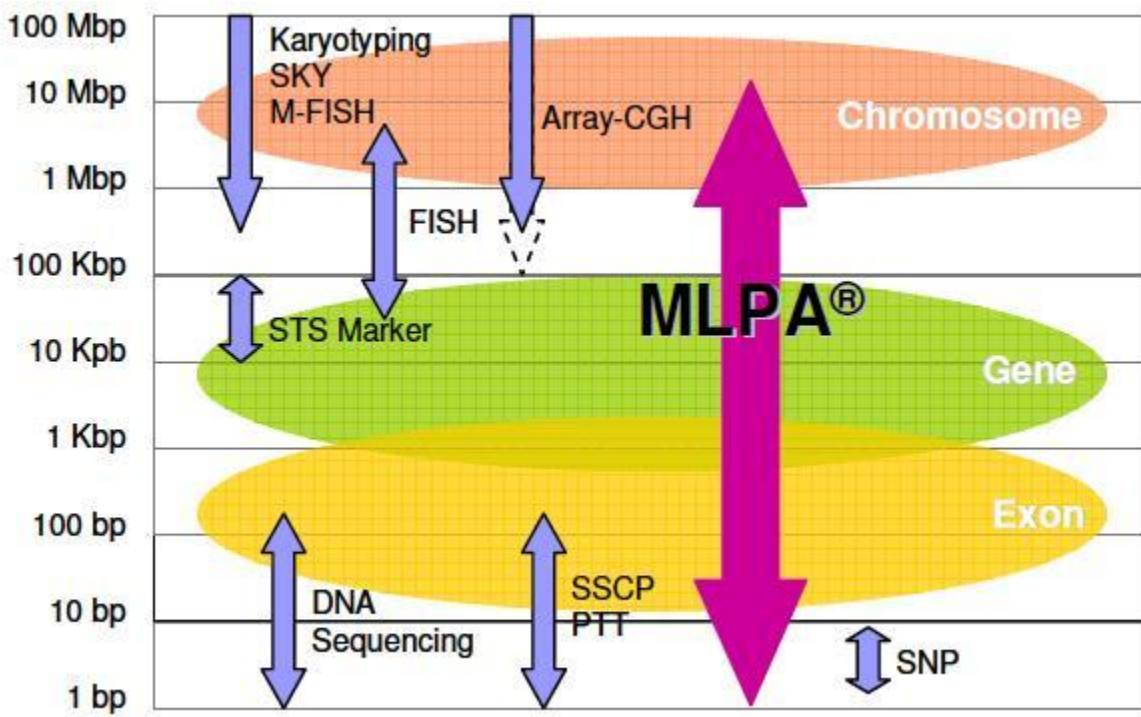 100 Mbp
10 Mbp
1 Mbp
100 Kbp
10 Kpb
1 Kbp
100 bp
10 bp
1 bp
Karyotyping
SKY
M-FISH
Array-CGH
Chromosome
FISH
STS Marker
MLPA®
Gene
Exon
DNA
Sequencing
SSCP
PTT
SNP